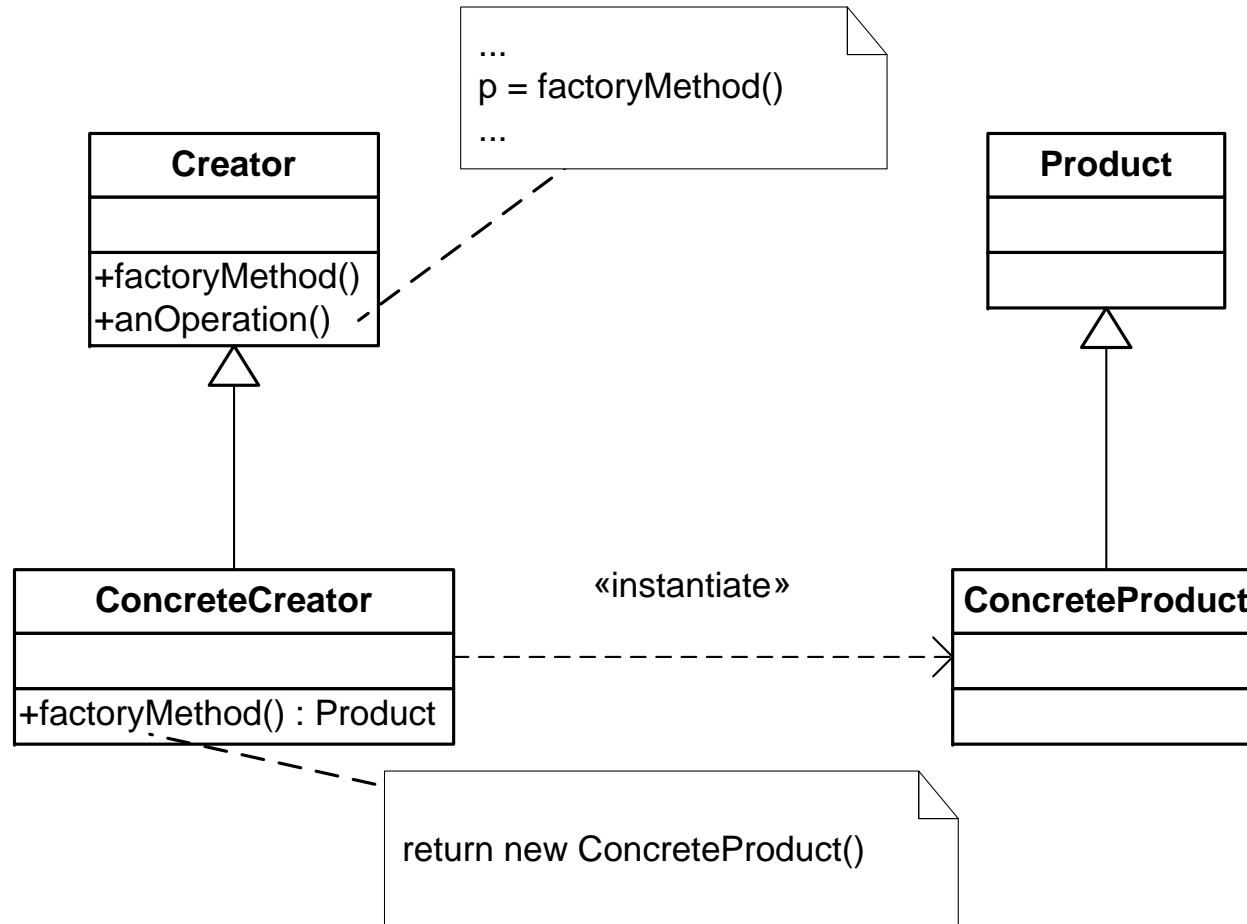 ...
p = factoryMethod()
...
Creator
+factoryMethod()
+anOperation()
Product
ConcreteCreator
+factoryMethod() : Product
«instantiate»
ConcreteProduct
return new ConcreteProduct()